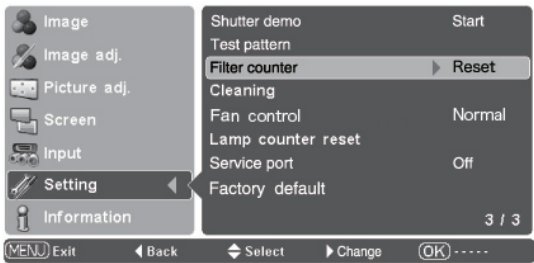 Image
Image adj.
Picture adj.
Screen
Input
Setting
Information
Shutter demo Start
Test pattern
Filter counter Reset
Cleaning
Fan control Normal
Lamp counter reset
Service port Off
Factory default
3 / 3
MENU Exit Back Select Change OK -----